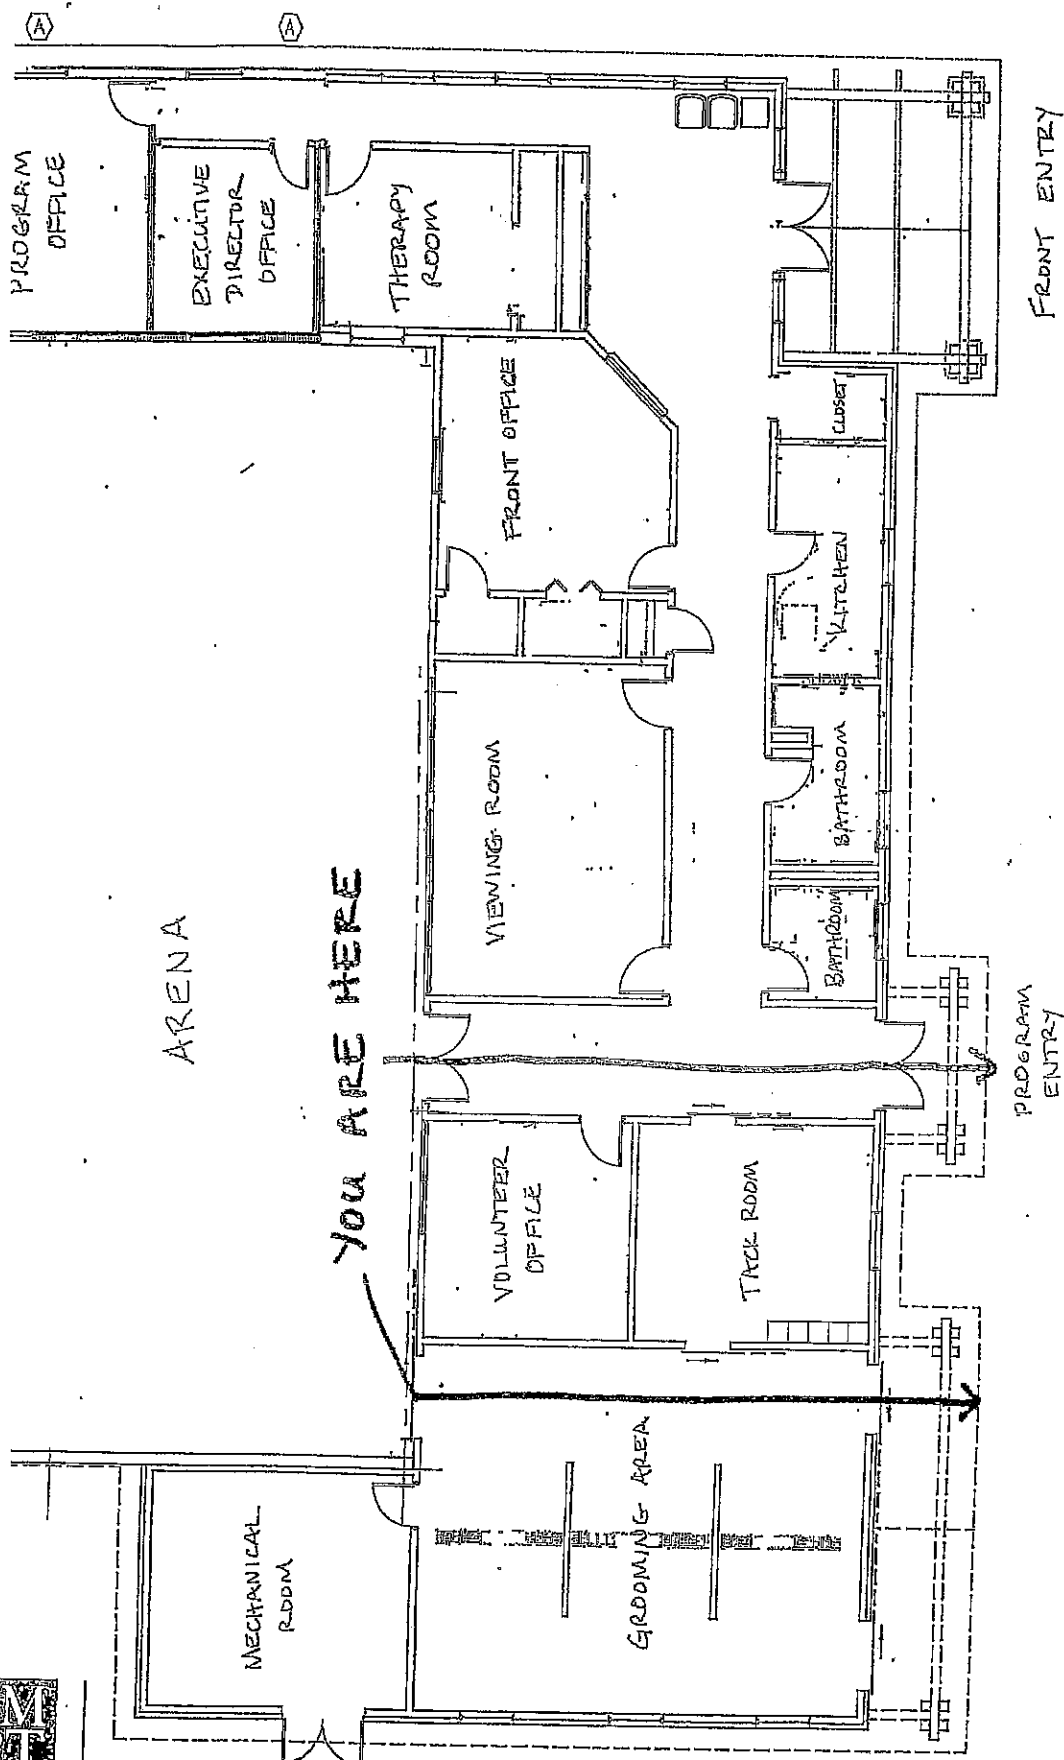 A
A
PROGRAM
OFFICE
EXECUTIVE
DIRECTOR
OFFICE
THERAPY
ROOM
FRONT ENTRY
FRONT OFFICE
CLOSET
KITCHEN
ARENA
VIEWING ROOM
BATHROOM
BATHROOM
YOU ARE HERE
PROGRAM
ENTRY
VOLUNTEER
OFFICE
TACK ROOM
MECHANICAL
ROOM
GROOMING AREA
M